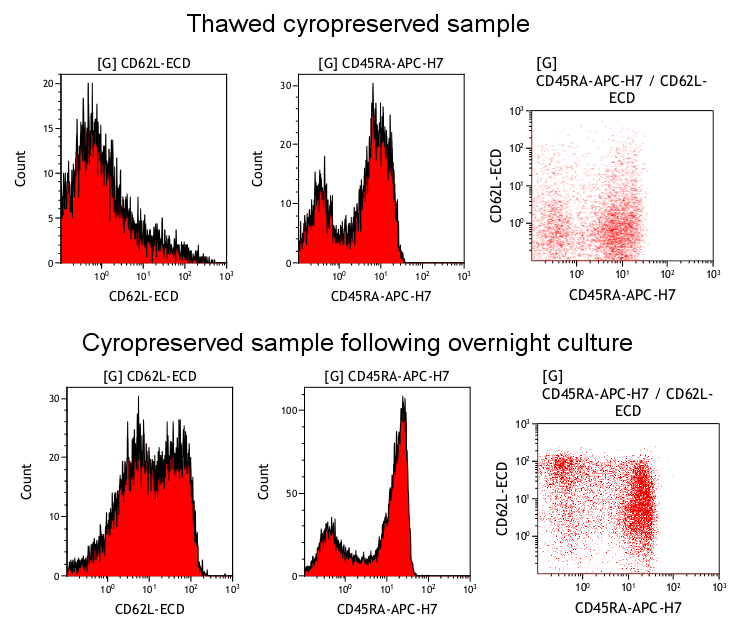 Thawed cyropreserved sample
[G] CD62L-ECD
20
15
10
5
0
Count
10⁰ 10¹ 10² 10³
CD62L-ECD
[G] CD45RA-APC-H7
30
20
10
0
Count
10⁰ 10¹ 10² 10³
CD45RA-APC-H7
[G]
CD45RA-APC-H7 / CD62L-
ECD
10³
10²
10¹
10⁰
CD62L-ECD
10⁰ 10¹ 10² 10³
CD45RA-APC-H7
Cyropreserved sample following overnight culture
[G] CD62L-ECD
30
20
10
0
Count
10⁰ 10¹ 10² 10³
CD62L-ECD
[G] CD45RA-APC-H7
100
50
0
Count
10⁰ 10¹ 10² 10³
CD45RA-APC-H7
[G]
CD45RA-APC-H7 / CD62L-
ECD
10³
10²
10¹
10⁰
CD62L-ECD
10⁰ 10¹ 10² 10³
CD45RA-APC-H7